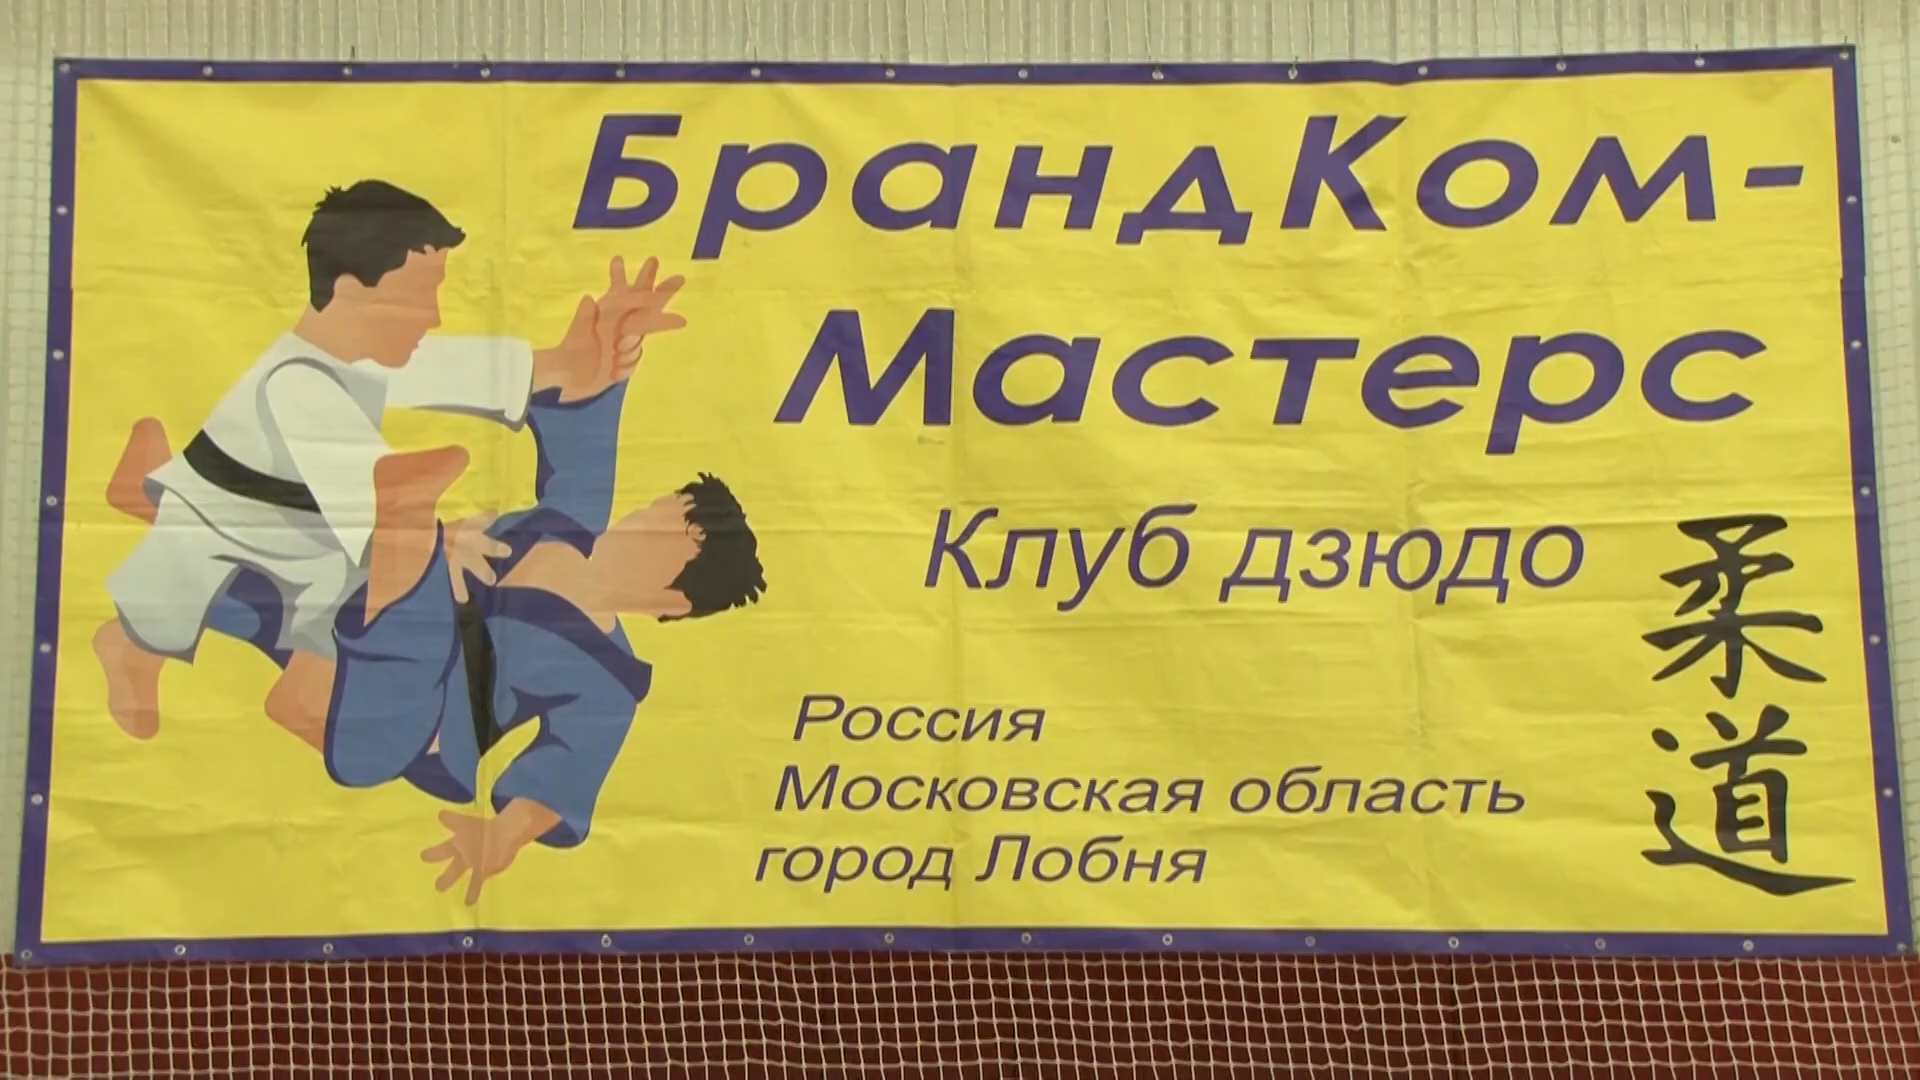 БрандКом-
Мастерс
Клуб дзюдо
柔道
Россия
Московская область
город Лобня